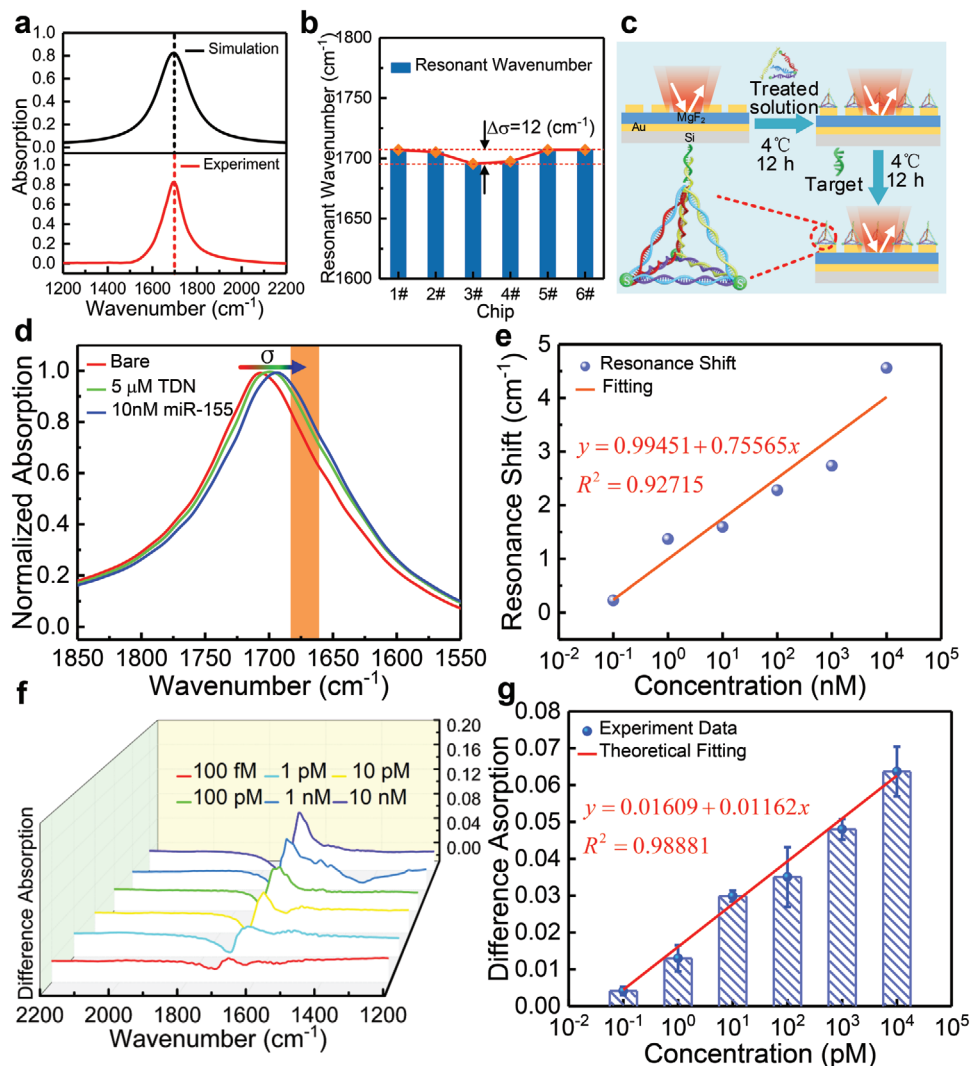 a
1.0
0.8
0.6
0.4
0.2
0.0
Simulation
0.8
0.6
0.4
0.2
0.0
Experiment
Absorption
1200 1400 1600 1800 2000 2200
Wavenumber (cm⁻¹)
b
1800
1750
1700
1650
1600
Resonant Wavenumber (cm⁻¹)
Resonant Wavenumber
Δσ=12 (cm⁻¹)
1# 2# 3# 4# 5# 6#
Chip
c
MgF₂
Au
Si
Treated
solution
4℃
12 h
Target
4℃
12 h
S
S
d
Bare
5 μM TDN
10nM miR-155
σ
1.0
0.8
0.6
0.4
0.2
0.0
Normalized Absorption
1850 1800 1750 1700 1650 1600 1550
Wavenumber (cm⁻¹)
e
5
4
3
2
1
0
Resonance Shift (cm⁻¹)
Resonance Shift
Fitting
y = 0.99451+0.75565x
R² = 0.92715
10⁻² 10⁻¹ 10⁰ 10¹ 10² 10³ 10⁴ 10⁵
Concentration (nM)
f
0.20
0.16
0.12
0.08
0.04
0.00
100 fM 1 pM 10 pM
100 pM 1 nM 10 nM
Difference Absorption
2200 2000 1800 1600 1400 1200
Wavenumber (cm⁻¹)
g
0.08
0.07
0.06
0.05
0.04
0.03
0.02
0.01
0.00
Difference Asorption
Experiment Data
Theoretical Fitting
y = 0.01609+0.01162x
R² = 0.98881
10⁻² 10⁻¹ 10⁰ 10¹ 10² 10³ 10⁴ 10⁵
Concentration (pM)